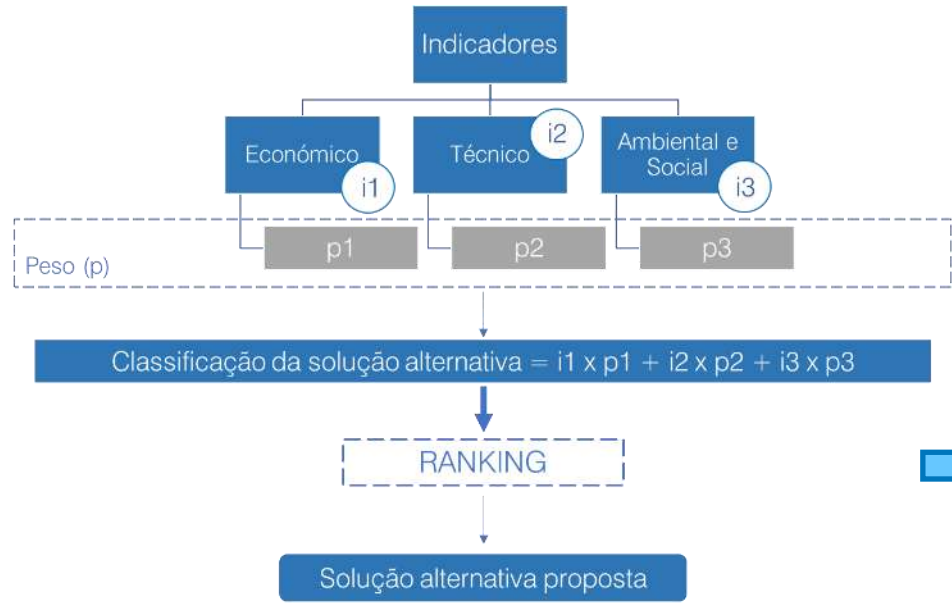 Indicadores
Económico
i1
Técnico
i2
Ambiental e
Social
i3
Peso (p)
p1
p2
p3
Classificação da solução alternativa = i1 x p1 + i2 x p2 + i3 x p3
RANKING
Solução alternativa proposta